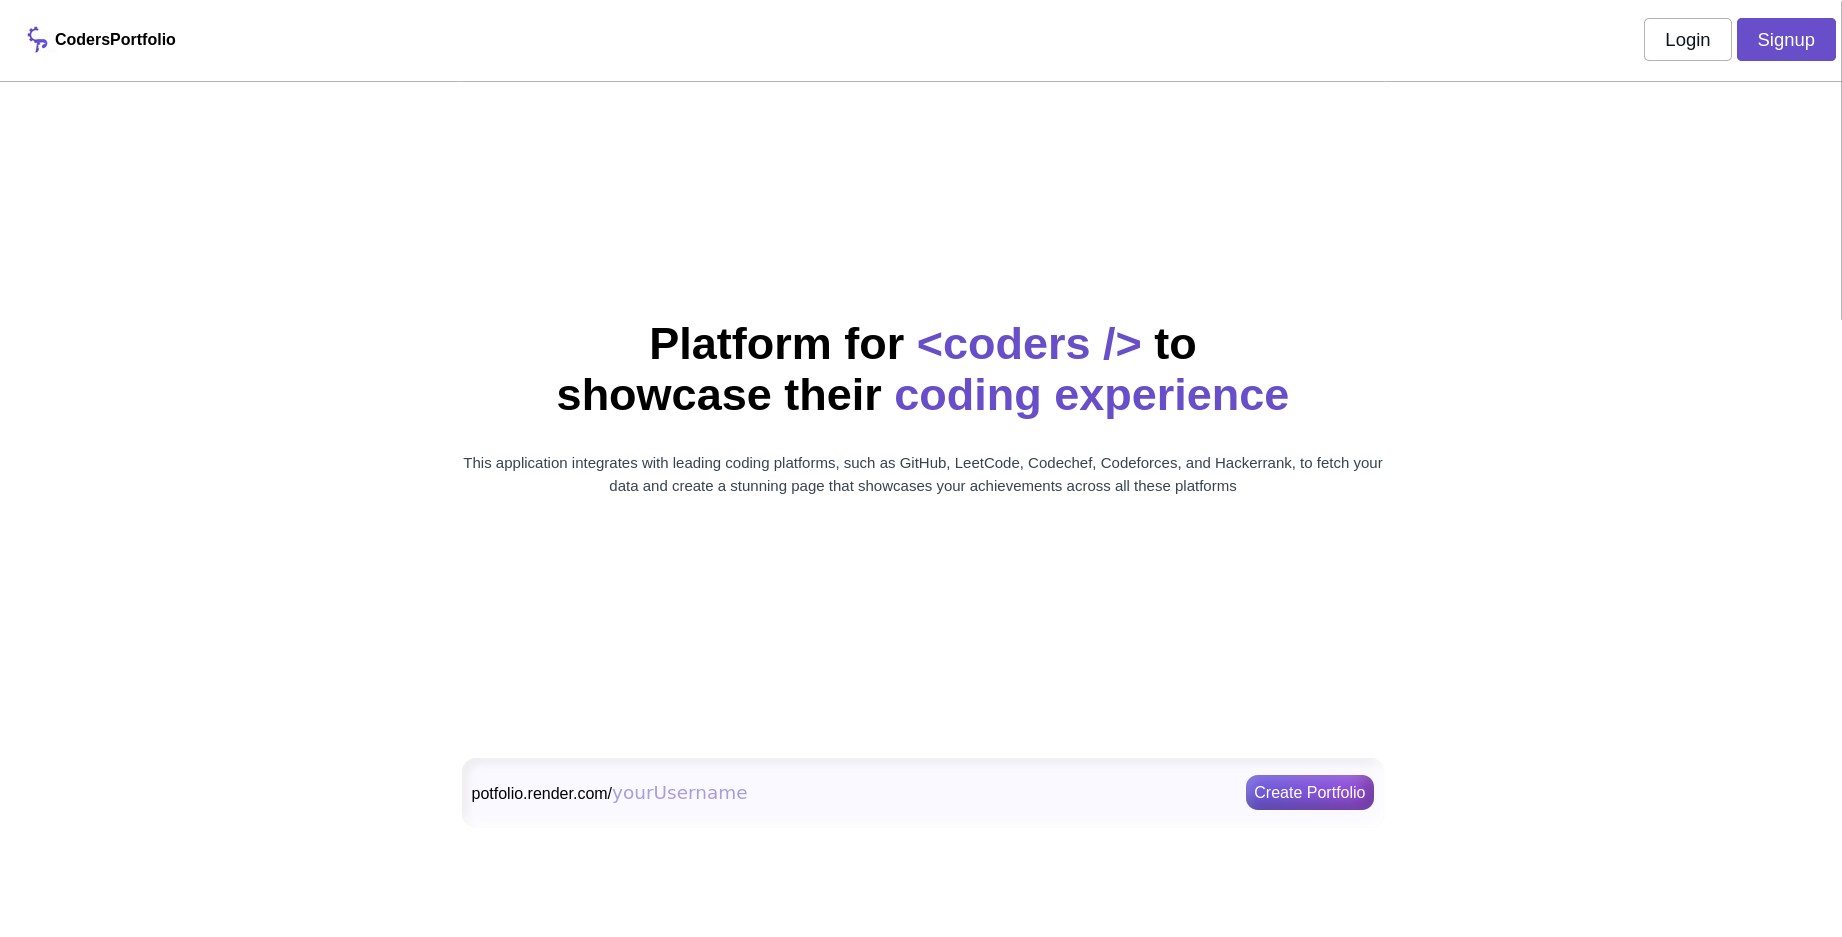 CodersPortfolio
Login
Signup
Platform for <coders /> to
showcase their coding experience
This application integrates with leading coding platforms, such as GitHub, LeetCode, Codechef, Codeforces, and Hackerrank, to fetch your
data and create a stunning page that showcases your achievements across all these platforms
potfolio.render.com/yourUsername
Create Portfolio